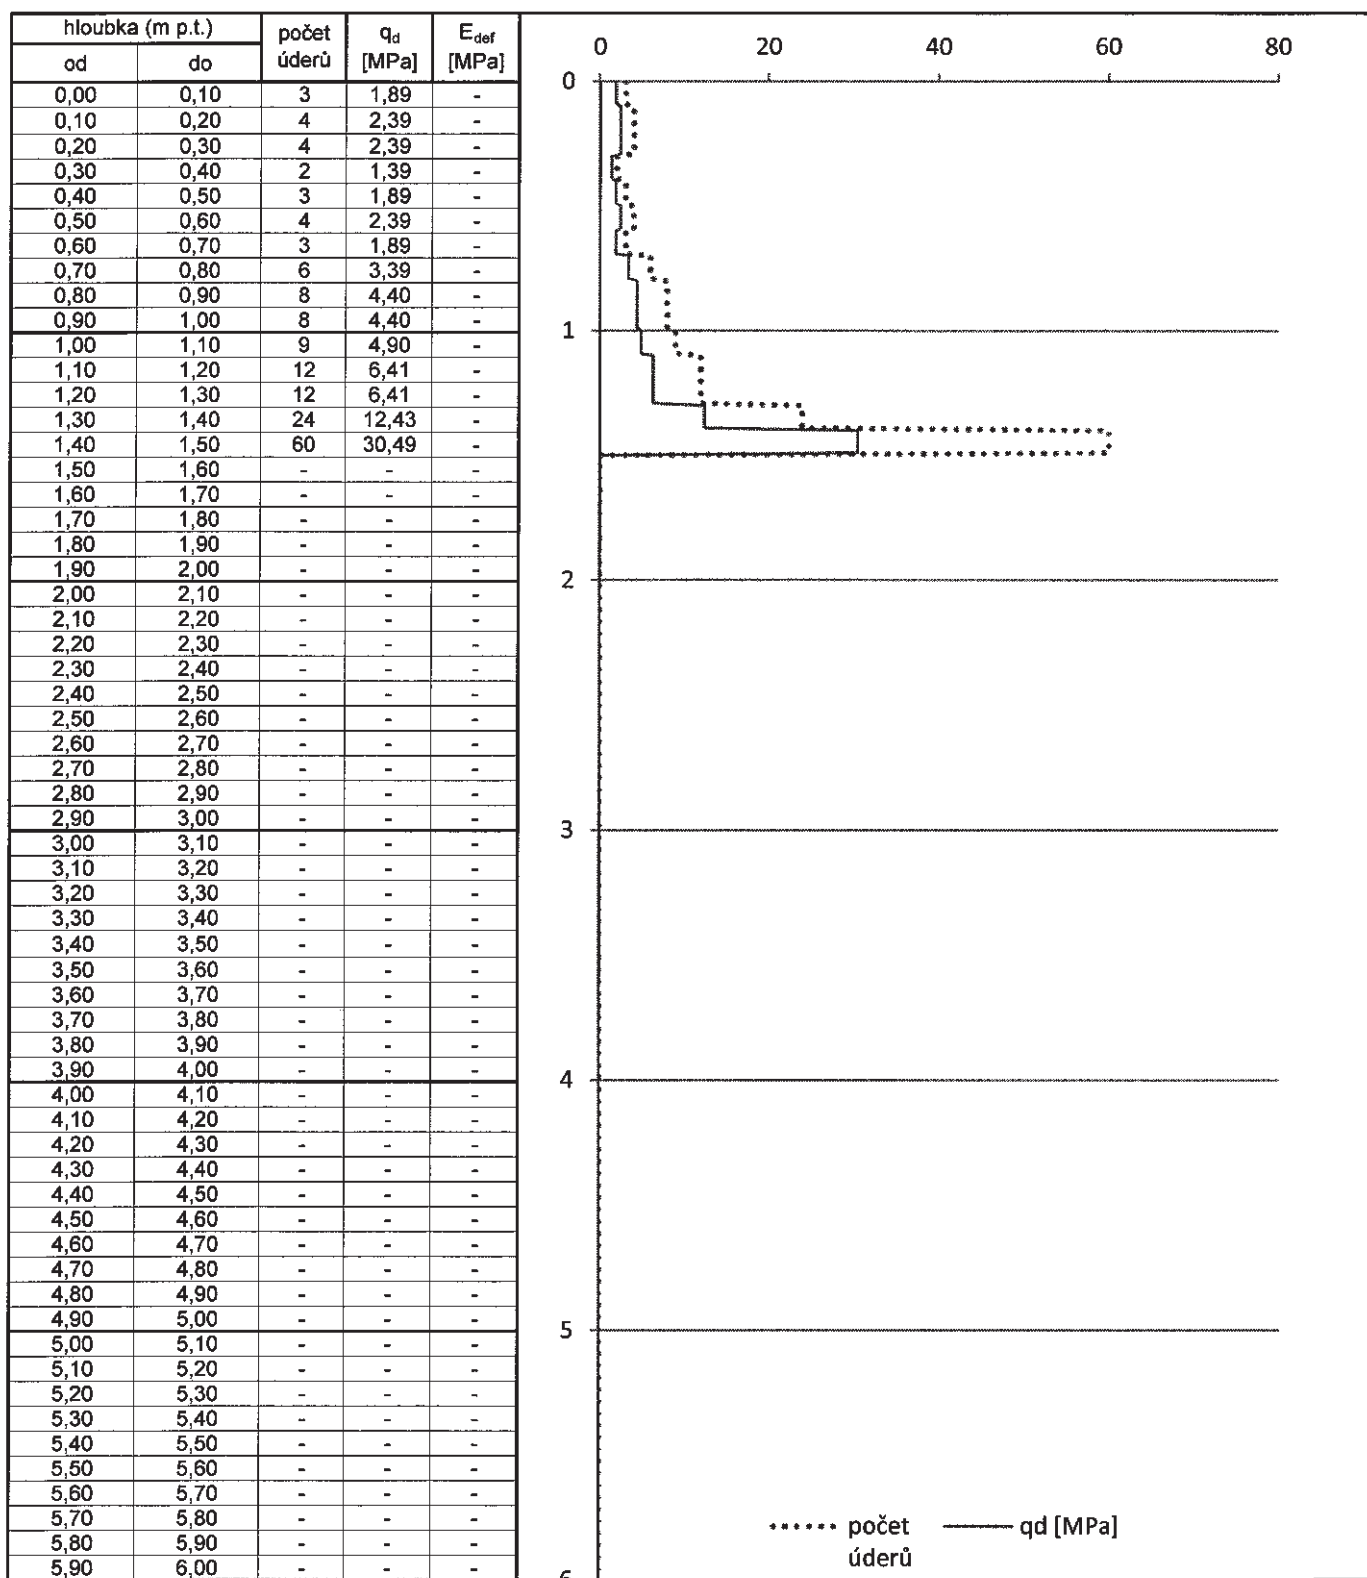 hloubka (m p.t.) počet úderů qd [MPa] Edef [MPa]
od do
0,00 0,10 3 1,89 -
0,10 0,20 4 2,39 -
0,20 0,30 4 2,39 -
0,30 0,40 2 1,39 -
0,40 0,50 3 1,89 -
0,50 0,60 4 2,39 -
0,60 0,70 3 1,89 -
0,70 0,80 6 3,39 -
0,80 0,90 8 4,40 -
0,90 1,00 8 4,40 -
1,00 1,10 9 4,90 -
1,10 1,20 12 6,41 -
1,20 1,30 12 6,41 -
1,30 1,40 24 12,43 -
1,40 1,50 60 30,49 -
1,50 1,60 - - -
1,60 1,70 - - -
1,70 1,80 - - -
1,80 1,90 - - -
1,90 2,00 - - -
2,00 2,10 - - -
2,10 2,20 - - -
2,20 2,30 - - -
2,30 2,40 - - -
2,40 2,50 - - -
2,50 2,60 - - -
2,60 2,70 - - -
2,70 2,80 - - -
2,80 2,90 - - -
2,90 3,00 - - -
3,00 3,10 - - -
3,10 3,20 - - -
3,20 3,30 - - -
3,30 3,40 - - -
3,40 3,50 - - -
3,50 3,60 - - -
3,60 3,70 - - -
3,70 3,80 - - -
3,80 3,90 - - -
3,90 4,00 - - -
4,00 4,10 - - -
4,10 4,20 - - -
4,20 4,30 - - -
4,30 4,40 - - -
4,40 4,50 - - -
4,50 4,60 - - -
4,60 4,70 - - -
4,70 4,80 - - -
4,80 4,90 - - -
4,90 5,00 - - -
5,00 5,10 - - -
5,10 5,20 - - -
5,20 5,30 - - -
5,30 5,40 - - -
5,40 5,50 - - -
5,50 5,60 - - -
5,60 5,70 - - -
5,70 5,80 - - -
5,80 5,90 - - -
5,90 6,00 - - -
0 20 40 60 80
0
1
2
3
4
5
6
počet úderů
qd [MPa]